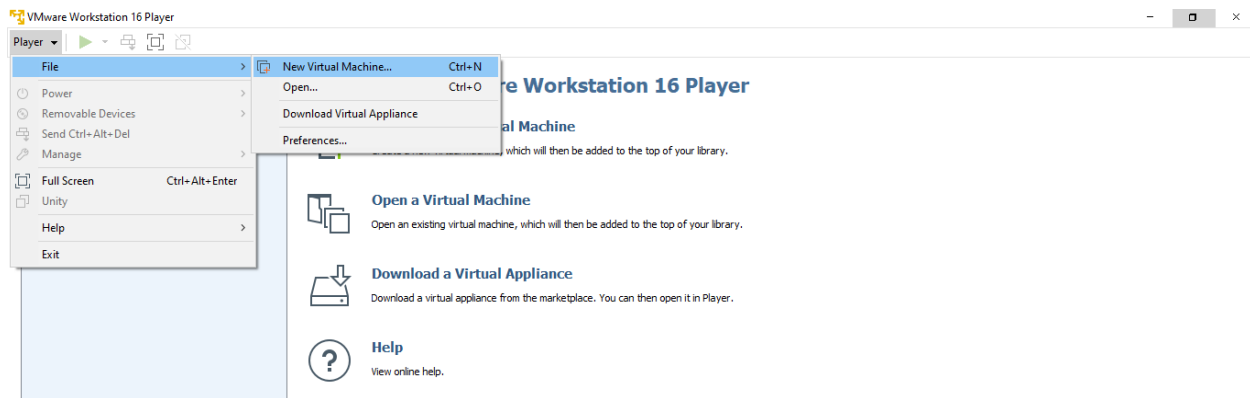 VMware Workstation 16 Player
Player
File
New Virtual Machine... Ctrl+N
Open... Ctrl+O
Download Virtual Appliance
Preferences...
Power
Removable Devices
Send Ctrl+Alt+Del
Manage
Full Screen Ctrl+Alt+Enter
Unity
Help
Exit
re Workstation 16 Player
al Machine
, which will then be added to the top of your library.
Open a Virtual Machine
Open an existing virtual machine, which will then be added to the top of your library.
Download a Virtual Appliance
Download a virtual appliance from the marketplace. You can then open it in Player.
Help
View online help.